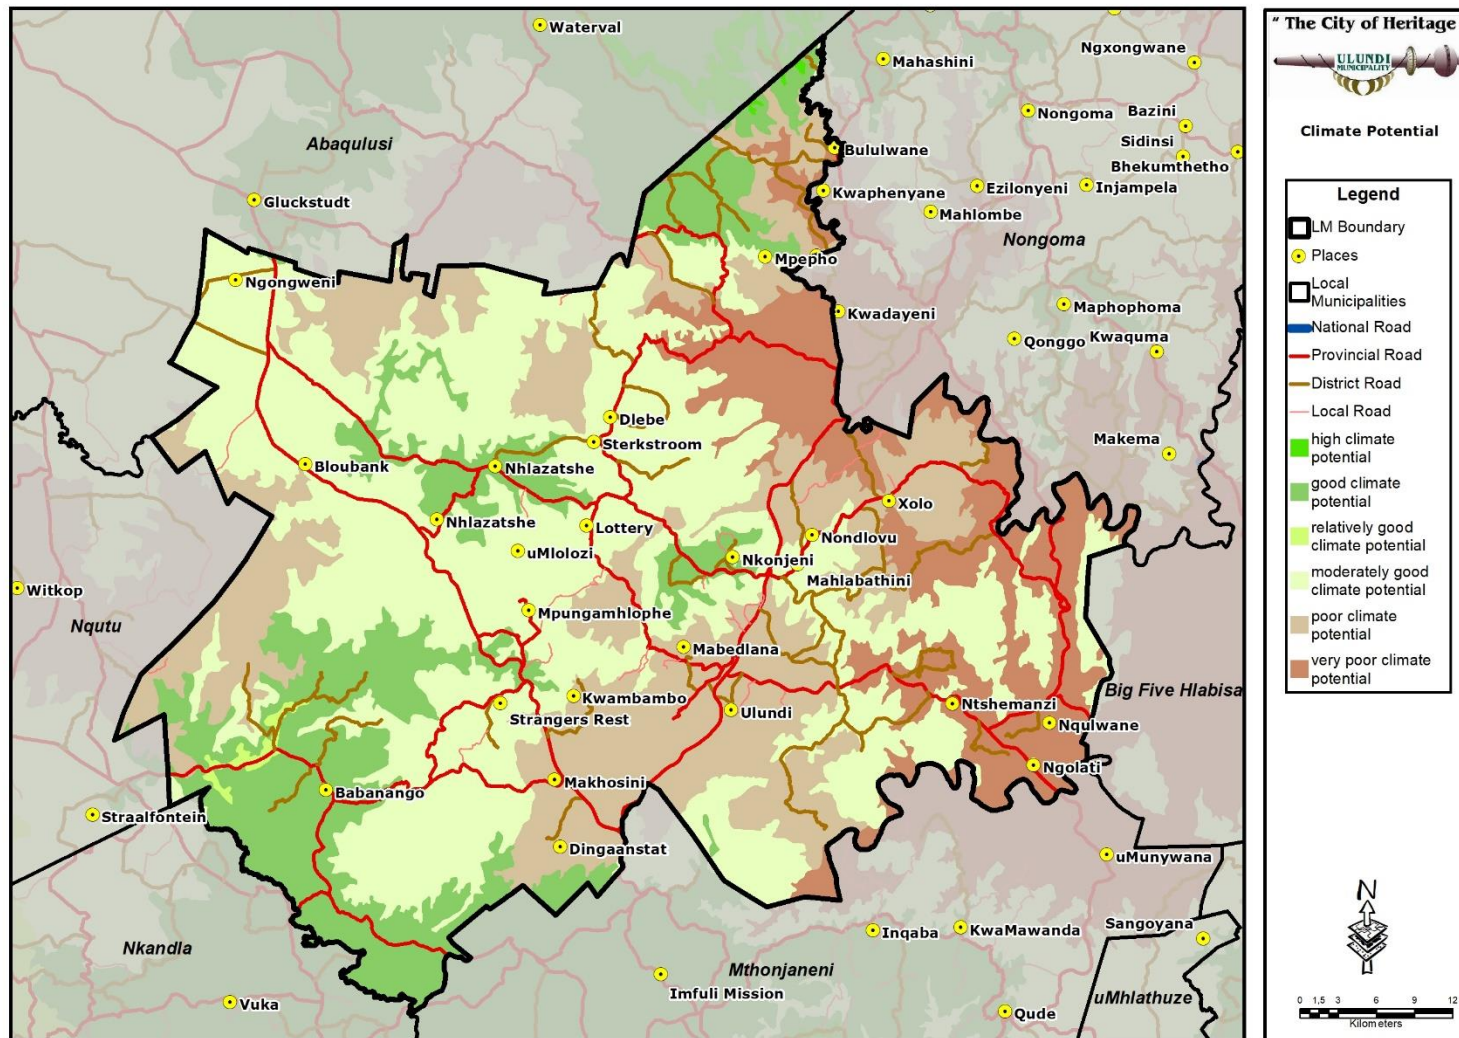 Waterval
Mahashini
Ngxongwane
Nongoma
Bazini
Sidinsi
Bhekumthetho
Abaqulusi
Bululwane
Gluckstudt
Kwaphenyane
Ezilonyeni
Injampela
Mahlombe
Nongoma
Mpepho
Ngongweni
Kwadayeni
Maphophoma
Qonggo
Kwaquma
Dlebe
Sterkstroom
Makema
Bloubank
Nhlazatshe
Xolo
Nhlazatshe
Lottery
Nondlovu
uMlolozi
Nkonjeni
Mahlabathini
Witkop
Mpungamhlophe
Nqutu
Mabedlana
Big Five Hlabisa
Kwambambo
Strangers Rest
Ulundi
Ntshemanzi
Nqulwane
Ngolati
Babanango
Makhosini
Straalfontein
Dingaanstat
uMunywana
Sangoyana
Inqaba
KwaMawanda
Nkandla
Mthonjaneni
Imfuli Mission
uMhlathuze
Vuka
Qude
" The City of Heritage
ULUNDI
MUNICIPALITY
Climate Potential
Legend
LM Boundary
Places
Local
Municipalities
National Road
Provincial Road
District Road
Local Road
high climate
potential
good climate
potential
relatively good
climate potential
moderately good
climate potential
poor climate
potential
very poor climate
potential
N
0 1,5 3 6 9 12
Kilometers